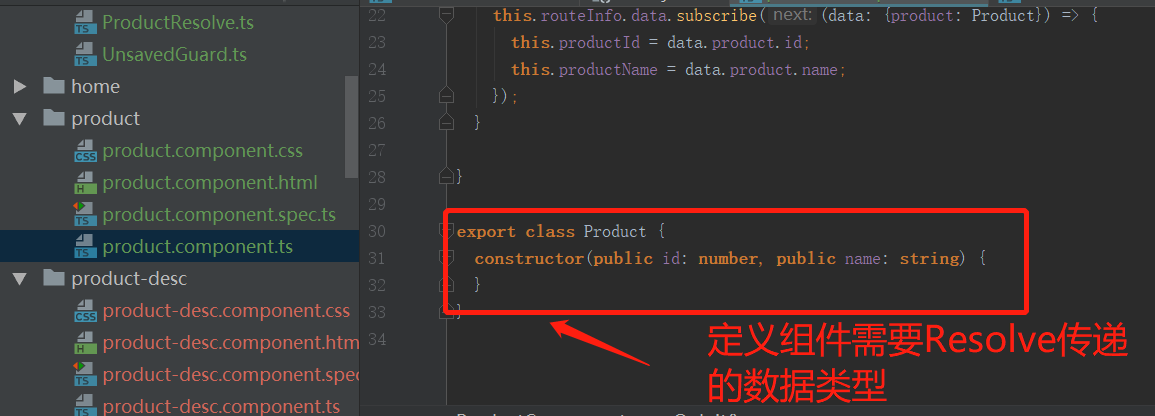 ProductResolve.ts
UnsavedGuard.ts
home
product
product.component.css
product.component.html
product.component.spec.ts
product.component.ts
product-desc
product-desc.component.css
product-desc.component.htm
product-desc.component.spec
product-desc.component.ts
22 this.routeInfo.data.subscribe( next: (data: {product: Product}) => {
23 this.productId = data.product.id;
24 this.productName = data.product.name;
25 });
26 }
27
28 }
29
30 export class Product {
31 constructor(public id: number, public name: string) {
32 }
33 }
34
定义组件需要Resolve传递
的数据类型